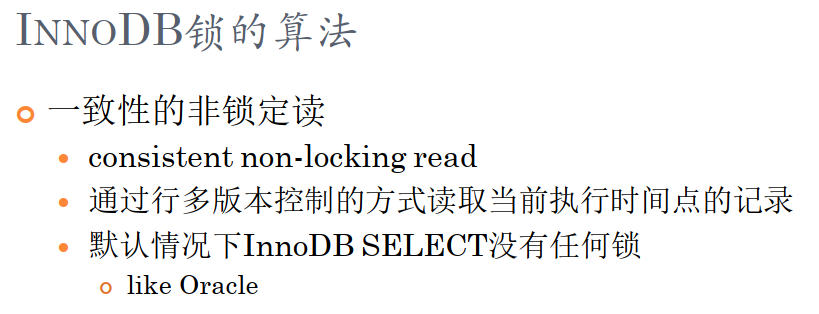 INNODB锁的算法
一致性的非锁定读
consistent non-locking read
通过行多版本控制的方式读取当前执行时间点的记录
默认情况下InnoDB SELECT没有任何锁
like Oracle